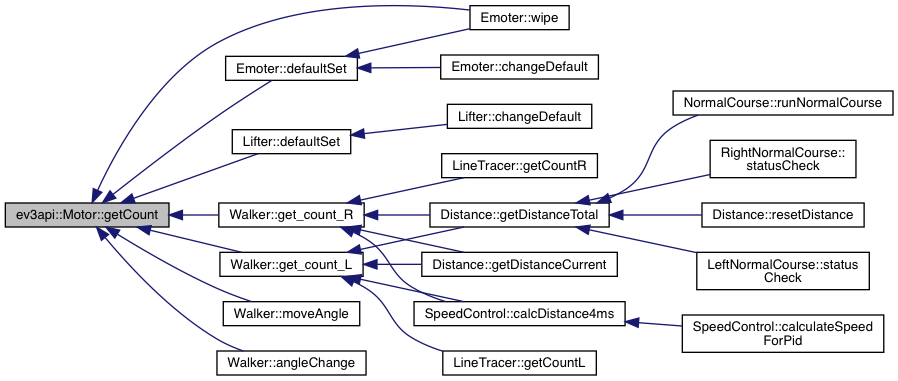 Emoter::wipe
Emoter::defaultSet
Emoter::changeDefault
NormalCourse::runNormalCourse
Lifter::changeDefault
Lifter::defaultSet
RightNormalCourse::
statusCheck
LineTracer::getCountR
ev3api::Motor::getCount
Walker::get_count_R
Distance::getDistanceTotal
Distance::resetDistance
Walker::get_count_L
Distance::getDistanceCurrent
LeftNormalCourse::status
Check
Walker::moveAngle
SpeedControl::calcDistance4ms
SpeedControl::calculateSpeed
ForPid
Walker::angleChange
LineTracer::getCountL